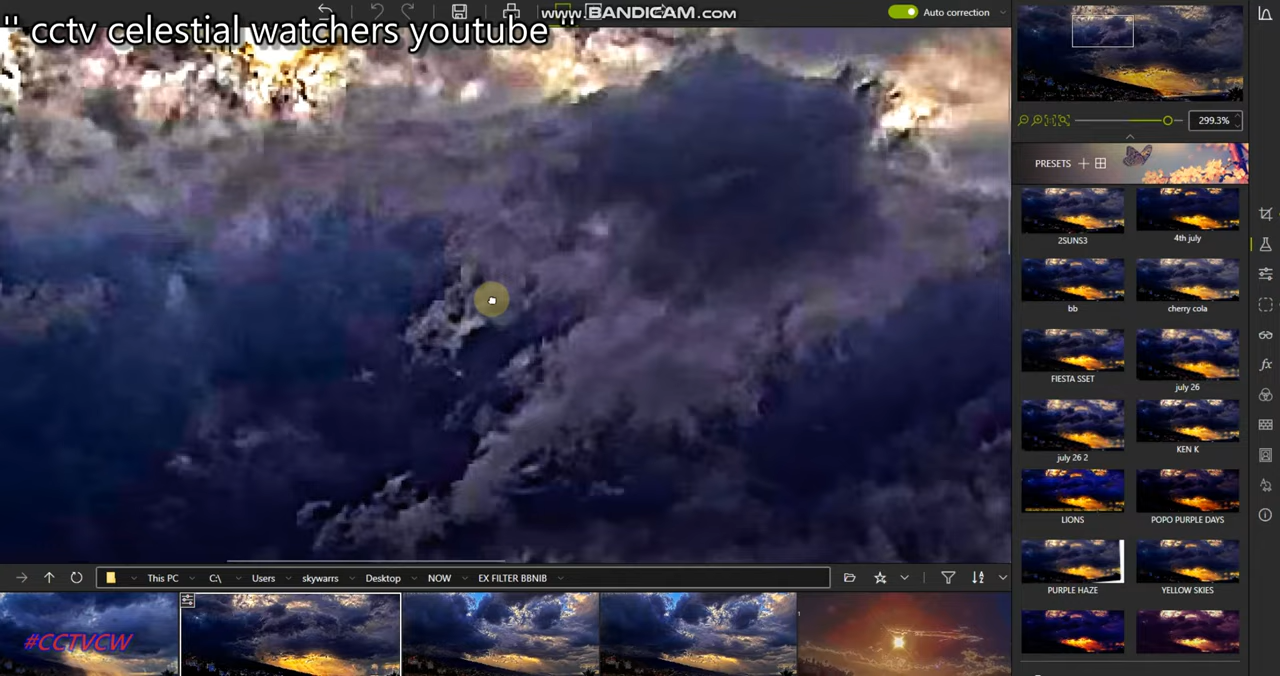 www.BANDICAM.com
Auto correction
" cctv celestial watchers youtube "
299.3%
PRESETS
2SUNS3
4th july
bb
cherry cola
FIESTA SSET
july 26
july 26 2
KEN K
LIONS
POPO PURPLE DAYS
PURPLE HAZE
YELLOW SKIES
fx
This PC
C:\
Users
skywarrs
Desktop
NOW
EX FILTER BBNIB
#CCTVCW